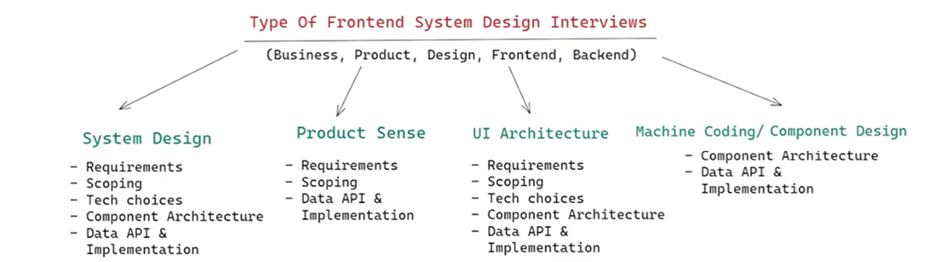 Type Of Frontend System Design Interviews
(Business, Product, Design, Frontend, Backend)
System Design
- Requirements
- Scoping
- Tech choices
- Component Architecture
- Data API &
Implementation
Product Sense
- Requirements
- Scoping
- Data API &
Implementation
UI Architecture
- Requirements
- Scoping
- Tech choices
- Component Architecture
- Data API &
Implementation
Machine Coding/ Component Design
- Component Architecture
- Data API &
Implementation